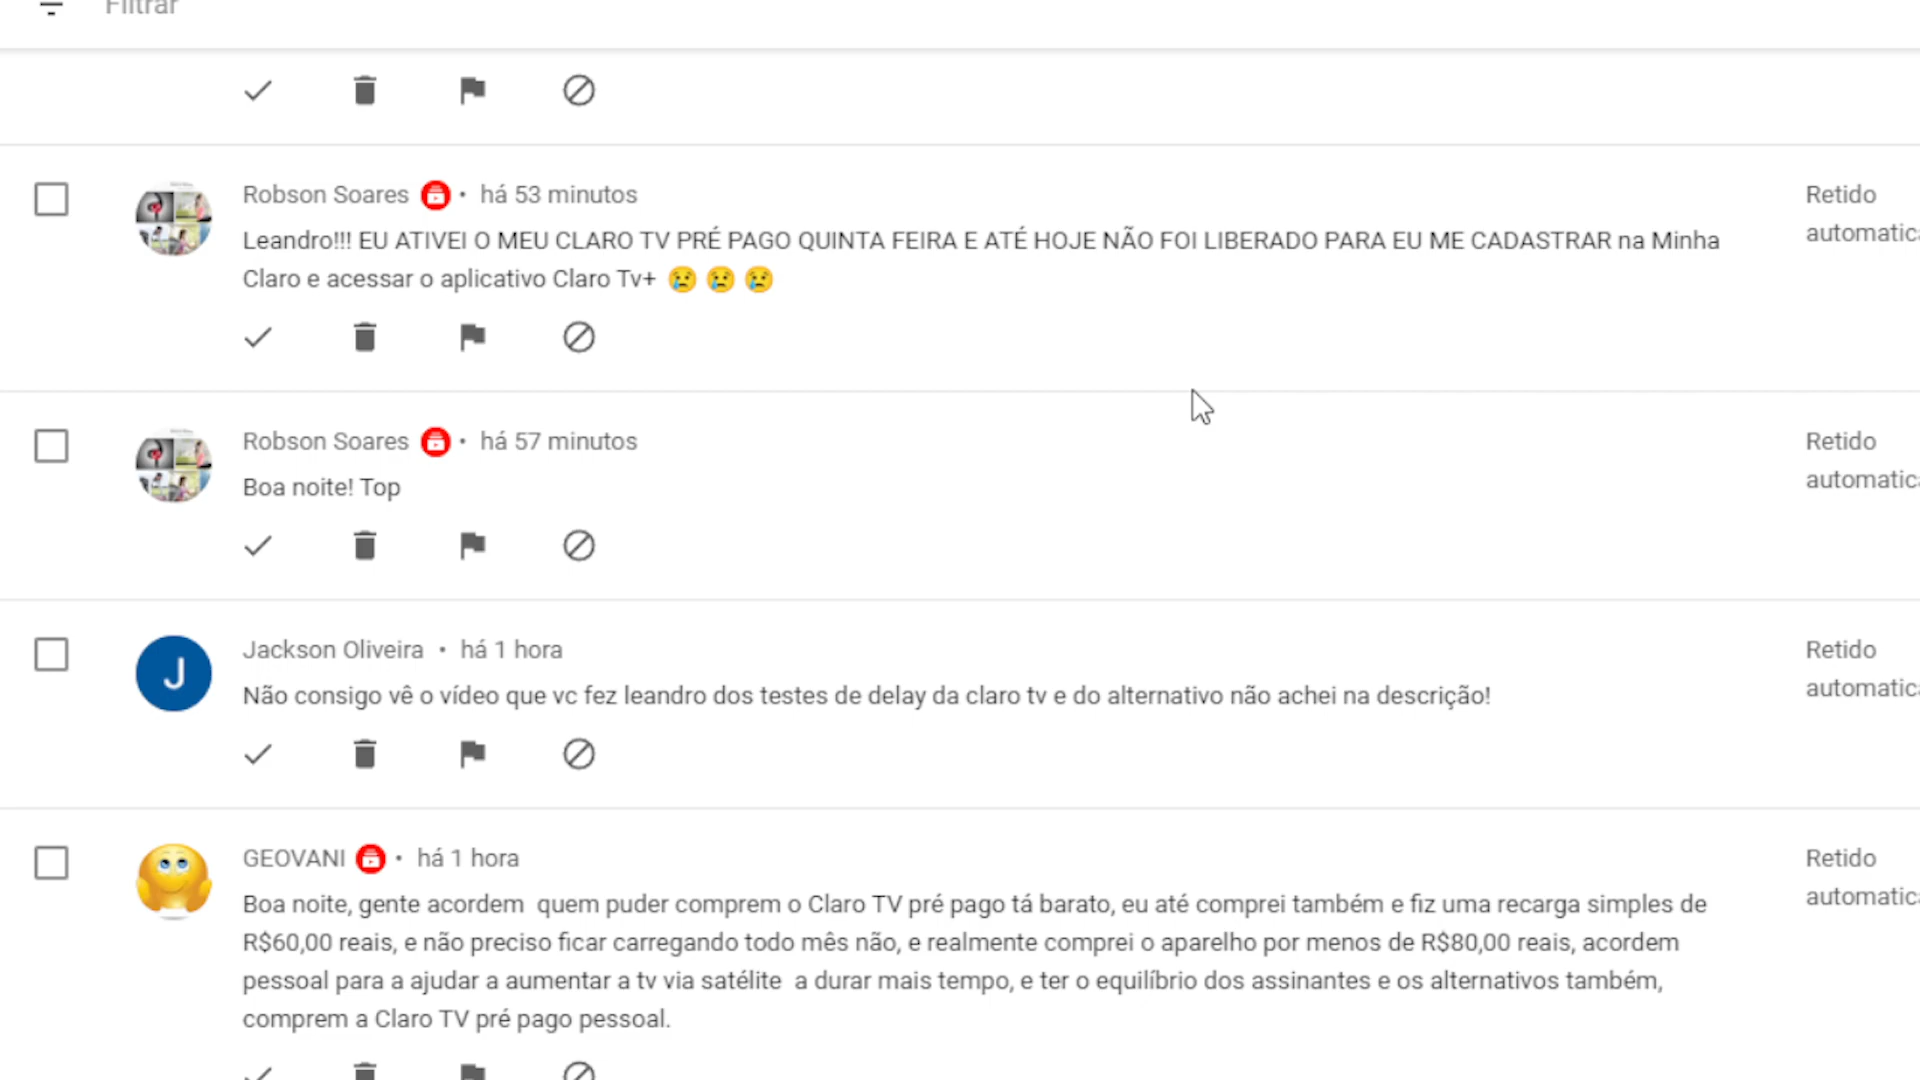 Filtrar
Robson Soares • há 53 minutos
Retido
Leandro!!! EU ATIVEI O MEU CLARO TV PRÉ PAGO QUINTA FEIRA E ATÉ HOJE NÃO FOI LIBERADO PARA EU ME CADASTRAR na Minha
automatic
Claro e acessar o aplicativo Claro Tv+ 😢 😢 😢
Robson Soares • há 57 minutos
Retido
Boa noite! Top
automatic
Jackson Oliveira • há 1 hora
Retido
J
Não consigo vê o vídeo que vc fez leandro dos testes de delay da claro tv e do alternativo não achei na descrição!
automatic
GEOVANI • há 1 hora
Retido
Boa noite, gente acordem  quem puder comprem o Claro TV pré pago tá barato, eu até comprei também e fiz uma recarga simples de
automatic
R$60,00 reais, e não preciso ficar carregando todo mês não, e realmente comprei o aparelho por menos de R$80,00 reais, acordem
pessoal para a ajudar a aumentar a tv via satélite  a durar mais tempo, e ter o equilíbrio dos assinantes e os alternativos também,
comprem a Claro TV pré pago pessoal.